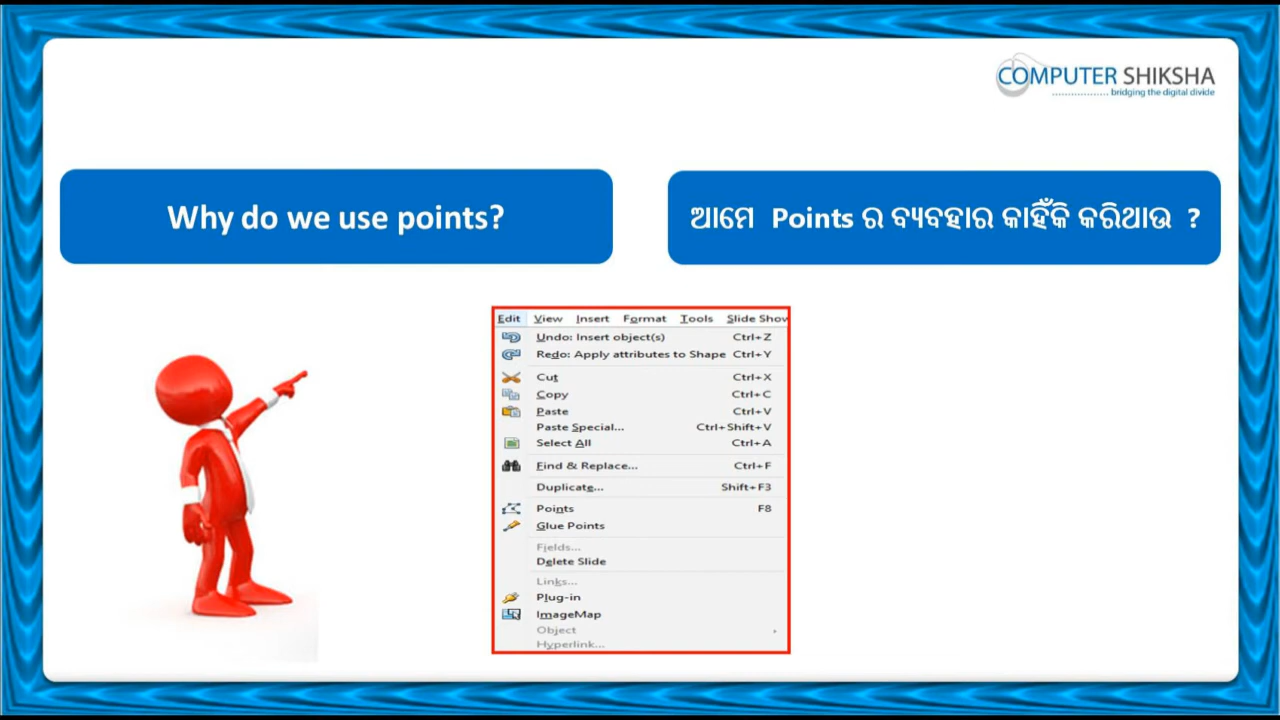 COMPUTER SHIKSHA
bridging the digital divide
Why do we use points?
ଆମେ Points ର ବ୍ୟବହାର କାହିଁକି କରିଥାଉ ?
Edit View Insert Format Tools Slide Show
Undo: Insert object(s) Ctrl+Z
Redo: Apply attributes to Shape Ctrl+Y
Cut Ctrl+X
Copy Ctrl+C
Paste Ctrl+V
Paste Special... Ctrl+Shift+V
Select All Ctrl+A
Find & Replace... Ctrl+F
Duplicate... Shift+F3
Points F8
Glue Points
Fields...
Delete Slide
Links...
Plug-in
ImageMap
Object
Hyperlink...